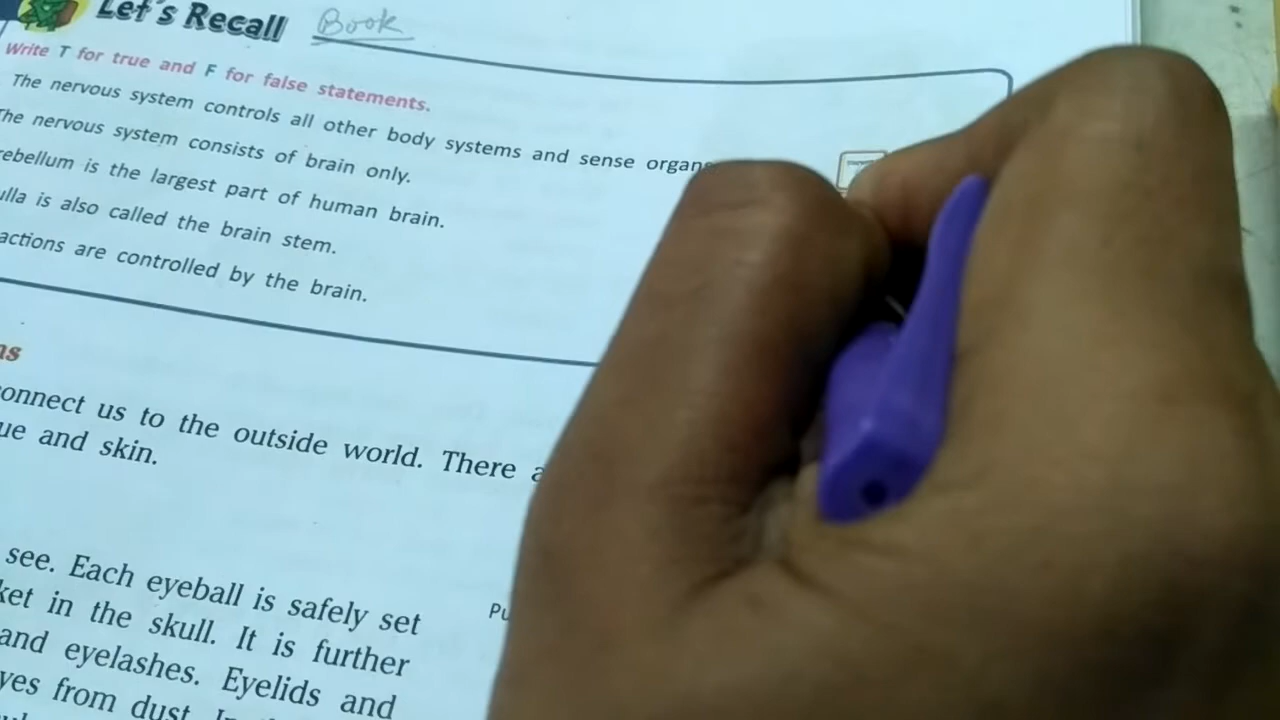 Let's Recall Book
Write T for true and F for false statements.
The nervous system controls all other body systems and sense organs
The nervous system consists of brain only.
rebellum is the largest part of human brain.
ulla is also called the brain stem.
actions are controlled by the brain.
ns
onnect us to the outside world. There a
ue and skin.
see. Each eyeball is safely set
ket in the skull. It is further
and eyelashes. Eyelids and
yes from dust.
Pu